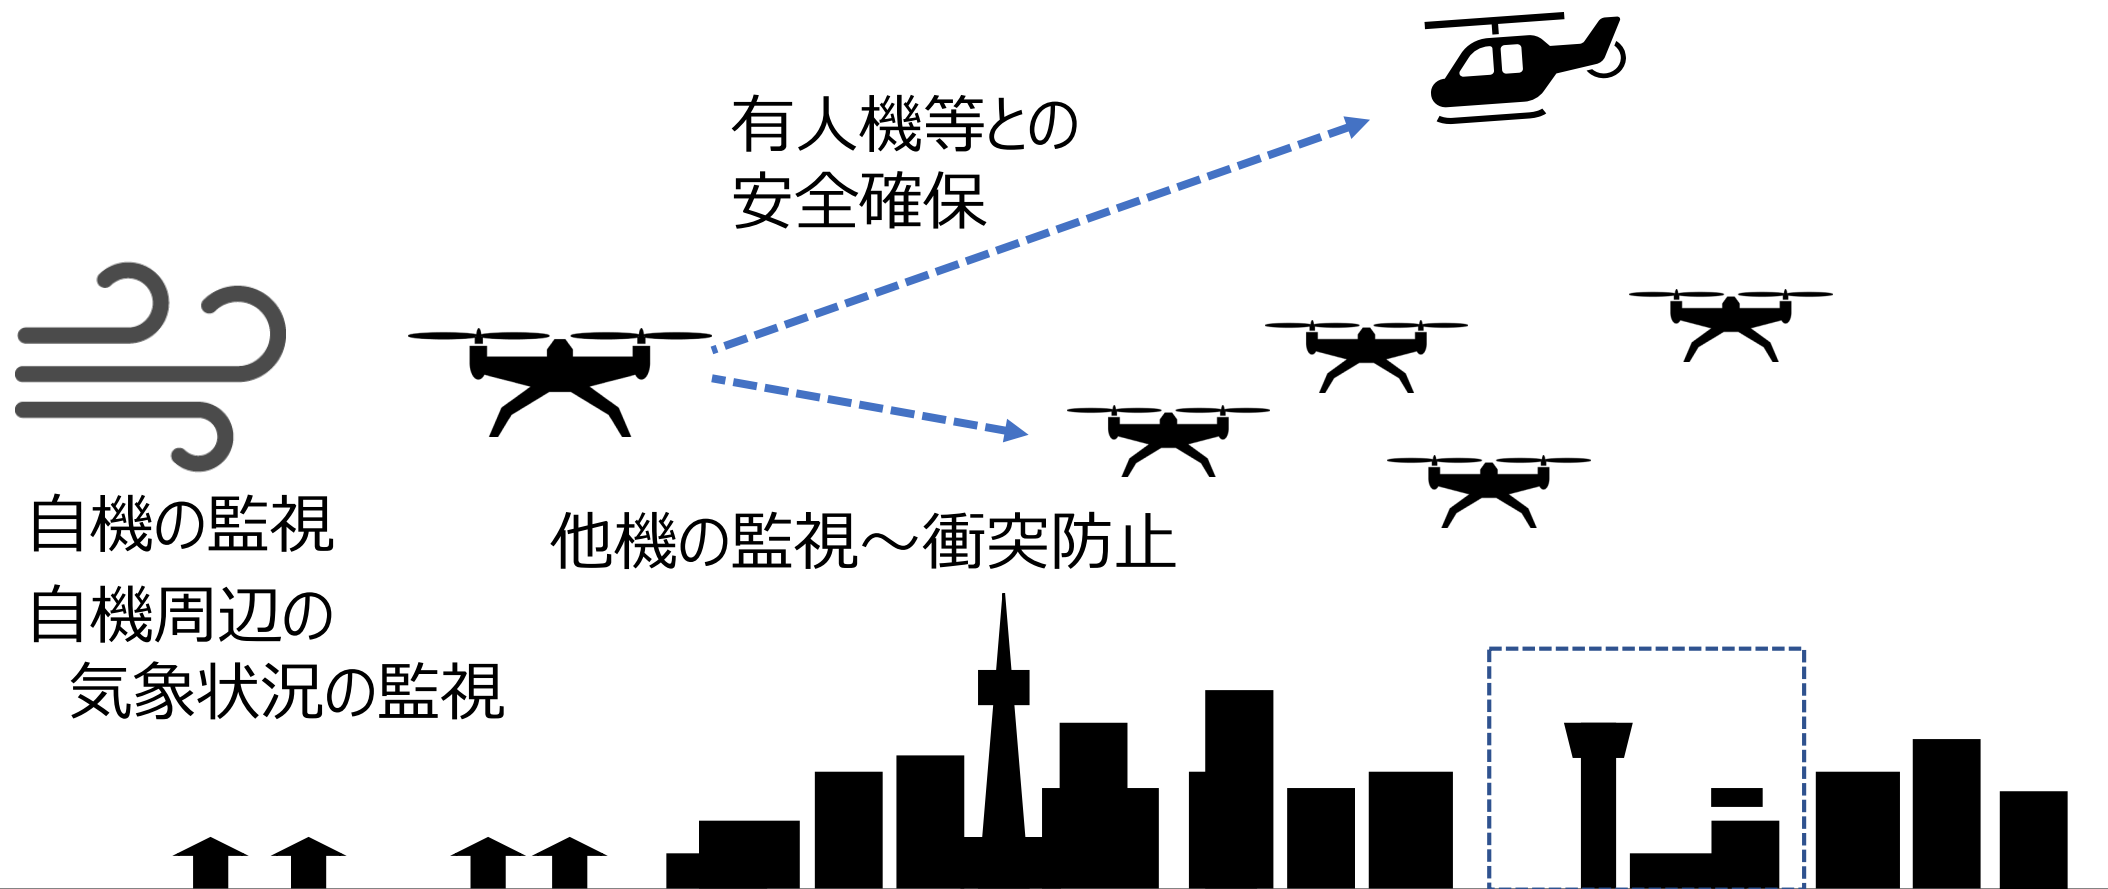 有人機等との
安全確保
自機の監視
他機の監視～衝突防止
自機周辺の
気象状況の監視